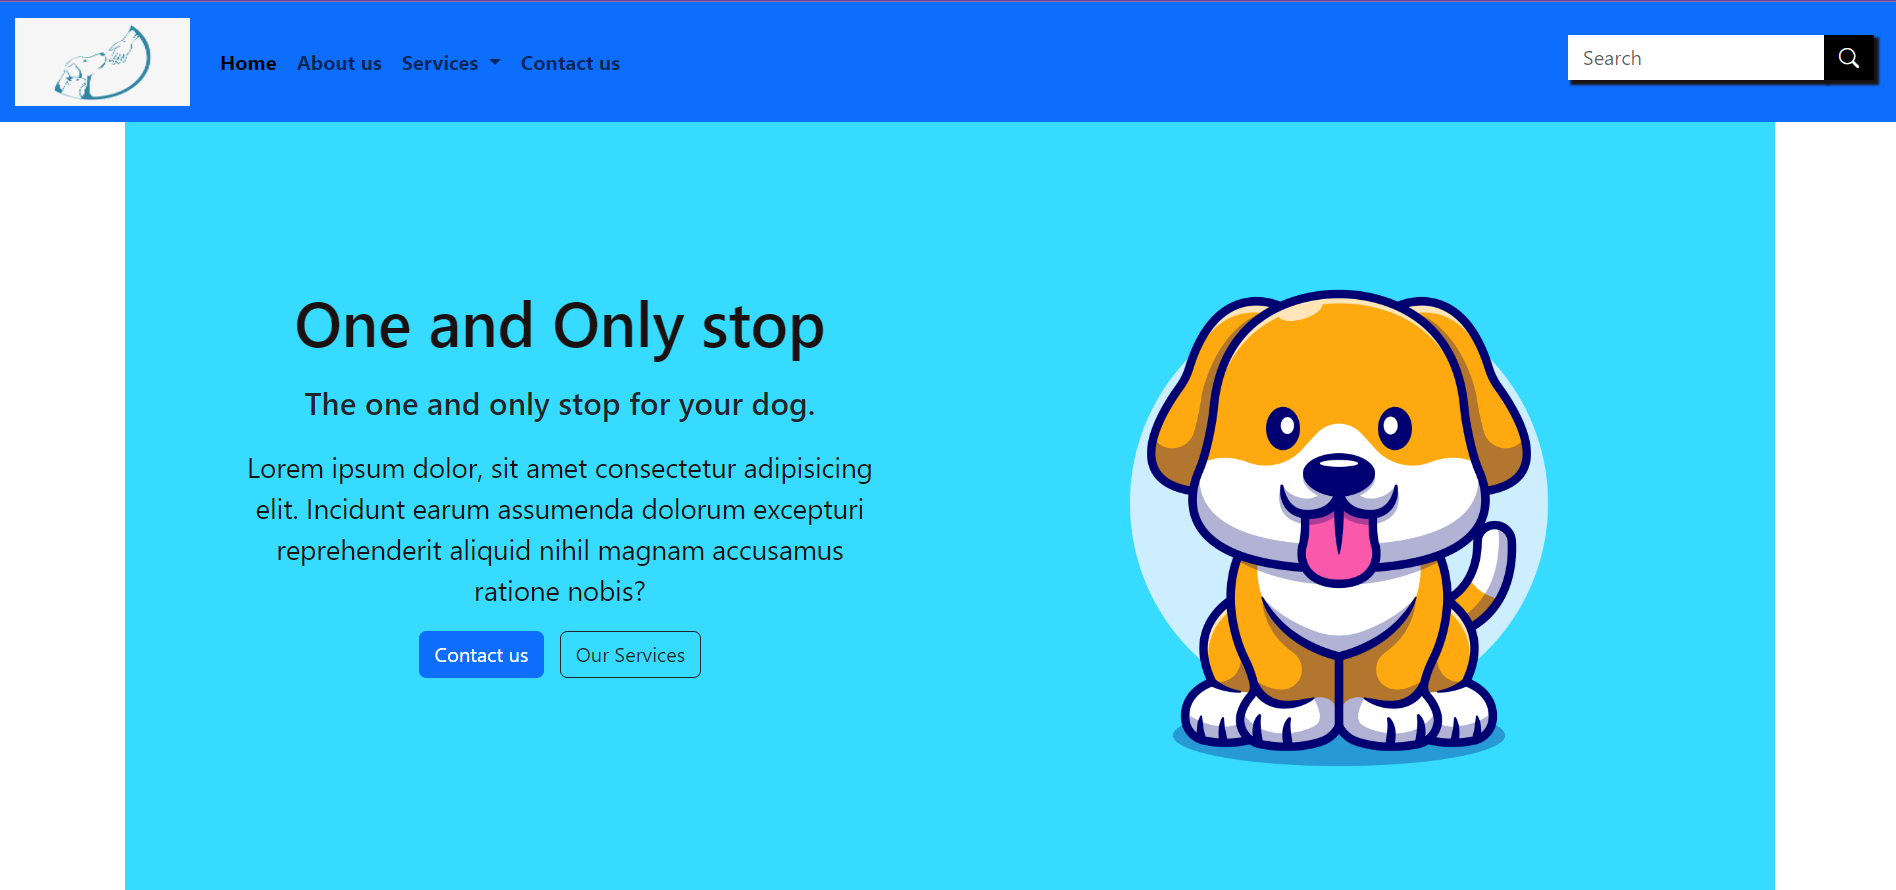 Home About us Services Contact us Search
One and Only stop
The one and only stop for your dog.
Lorem ipsum dolor, sit amet consectetur adipisicing
elit. Incidunt earum assumenda dolorum excepturi
reprehenderit aliquid nihil magnam accusamus
ratione nobis?
Contact us Our Services